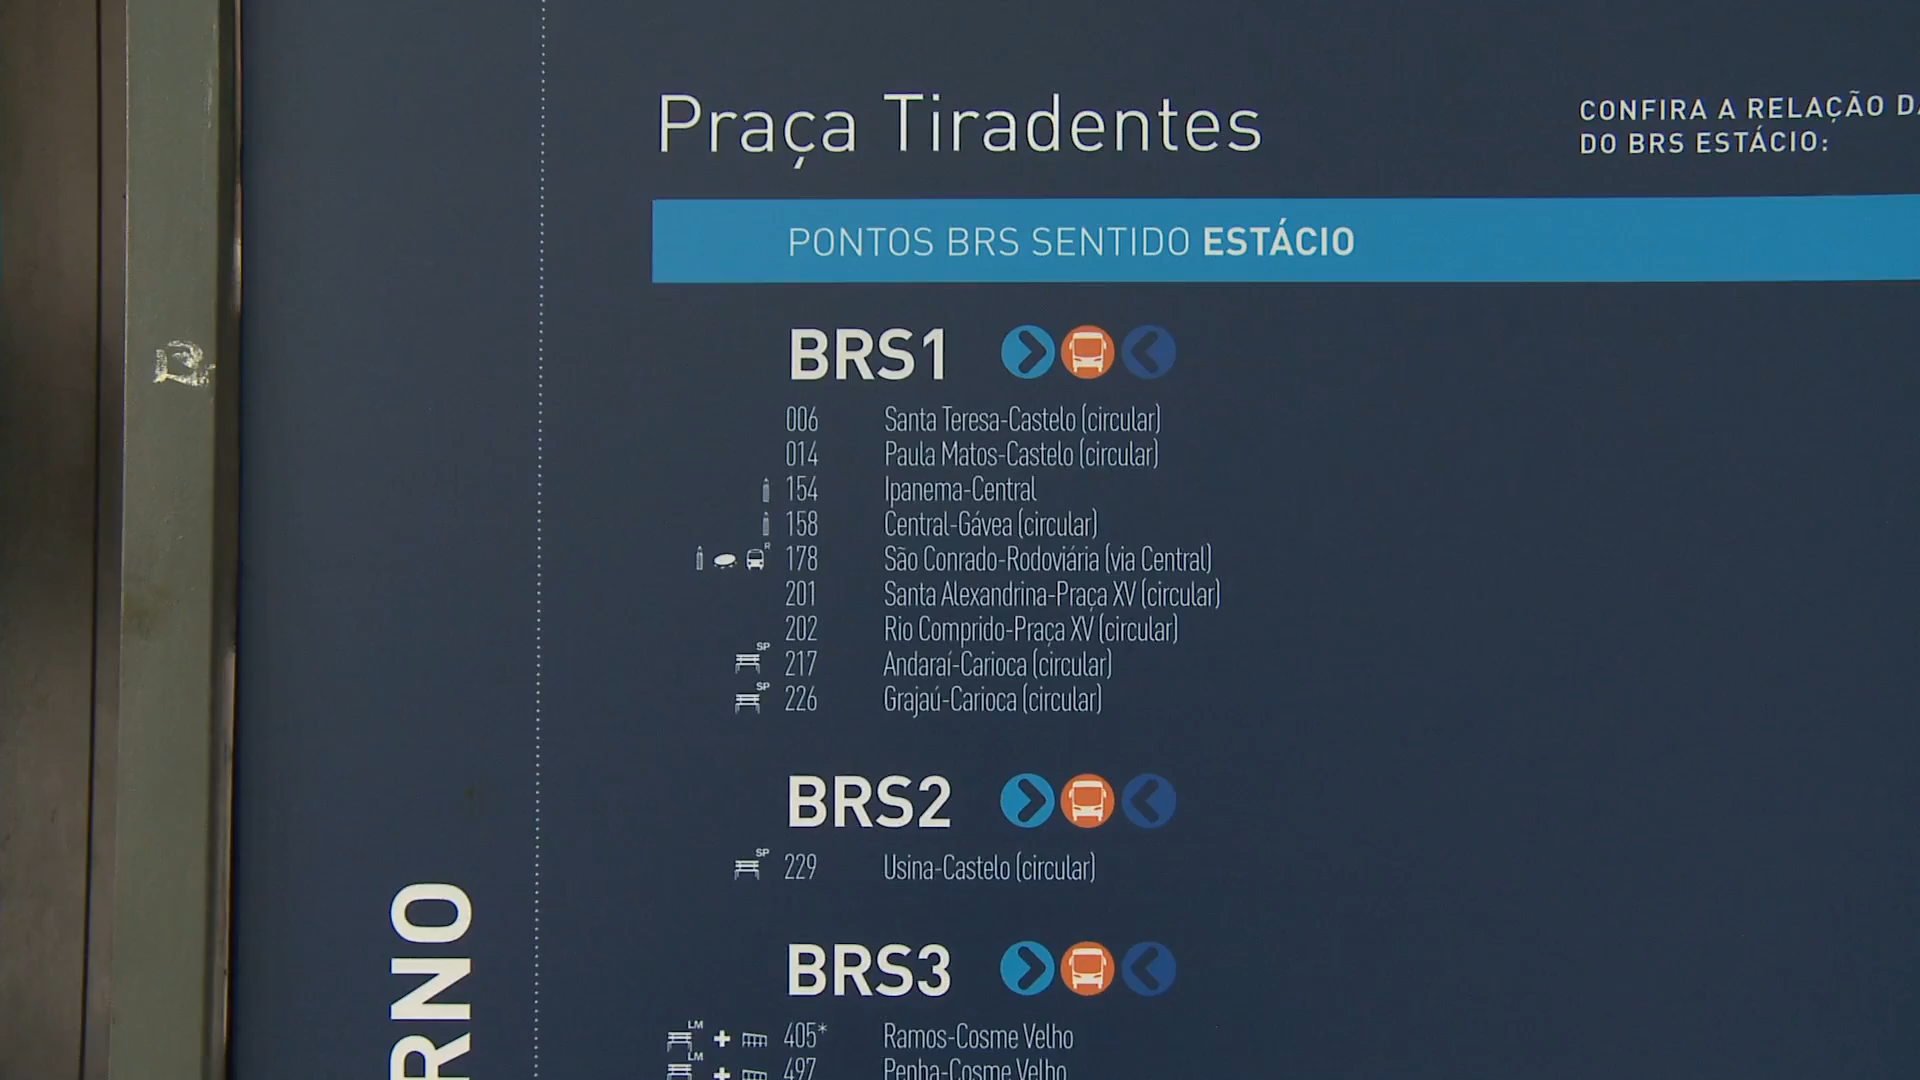 Praça Tiradentes
CONFIRA A RELAÇÃO
DO BRS ESTÁCIO:
PONTOS BRS SENTIDO ESTÁCIO
BRS1
006 Santa Teresa-Castelo (circular)
014 Paula Matos-Castelo (circular)
154 Ipanema-Central
158 Central-Gávea (circular)
R 178 São Conrado-Rodoviária (via Central)
201 Santa Alexandrina-Praça XV (circular)
202 Rio Comprido-Praça XV (circular)
SP 217 Andaraí-Carioca (circular)
SP 226 Grajaú-Carioca (circular)
BRS2
SP 229 Usina-Castelo (circular)
BRS3
LM + 405* Ramos-Cosme Velho
LM + 497 Penha-Cosme Velho
RNO